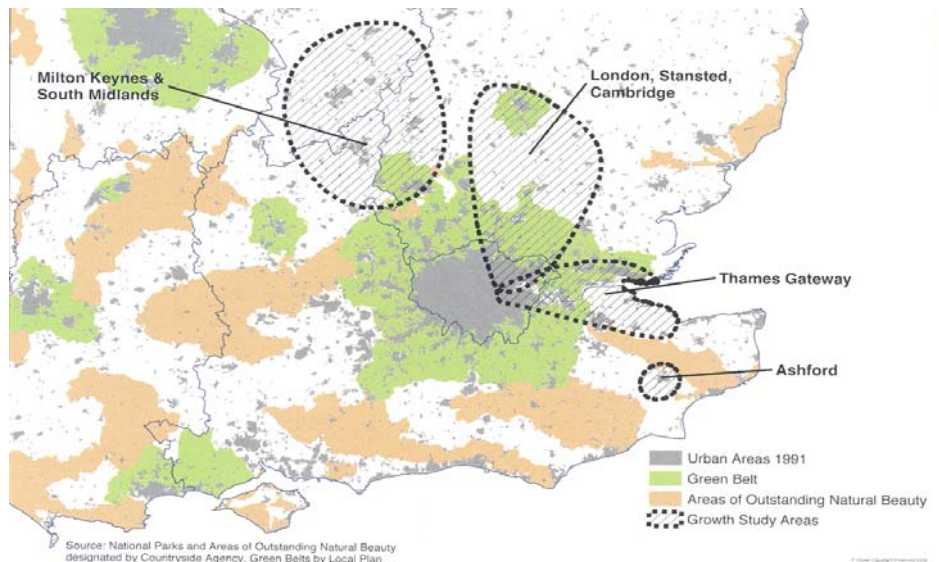 Milton Keynes &
South Midlands
London, Stansted,
Cambridge
Thames Gateway
Ashford
Urban Areas 1991
Green Belt
Areas of Outstanding Natural Beauty
Growth Study Areas
Source: National Parks and Areas of Outstanding Natural Beauty
designated by Countryside Agency. Green Belts by Local Plan